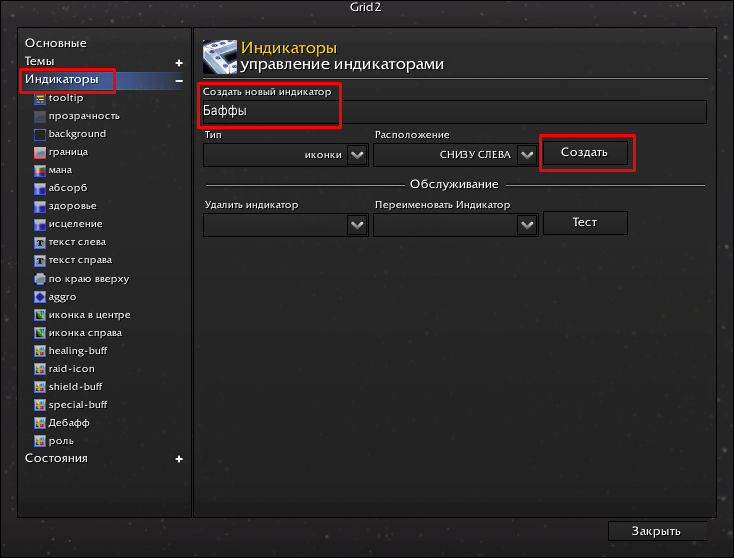 Grid2
Основные
Темы +
Индикаторы −
tooltip
прозрачность
background
граница
мана
абсорб
здоровье
исцеление
текст слева
текст справа
по краю вверху
aggro
иконка в центре
иконка справа
healing-buff
raid-icon
shield-buff
special-buff
Дебафф
роль
Состояния +
Индикаторы
управление индикаторами
Создать новый индикатор
Баффы
Тип Расположение
иконки СНИЗУ СЛЕВА Создать
Обслуживание
Удалить индикатор Переименовать Индикатор
Тест
Закрыть